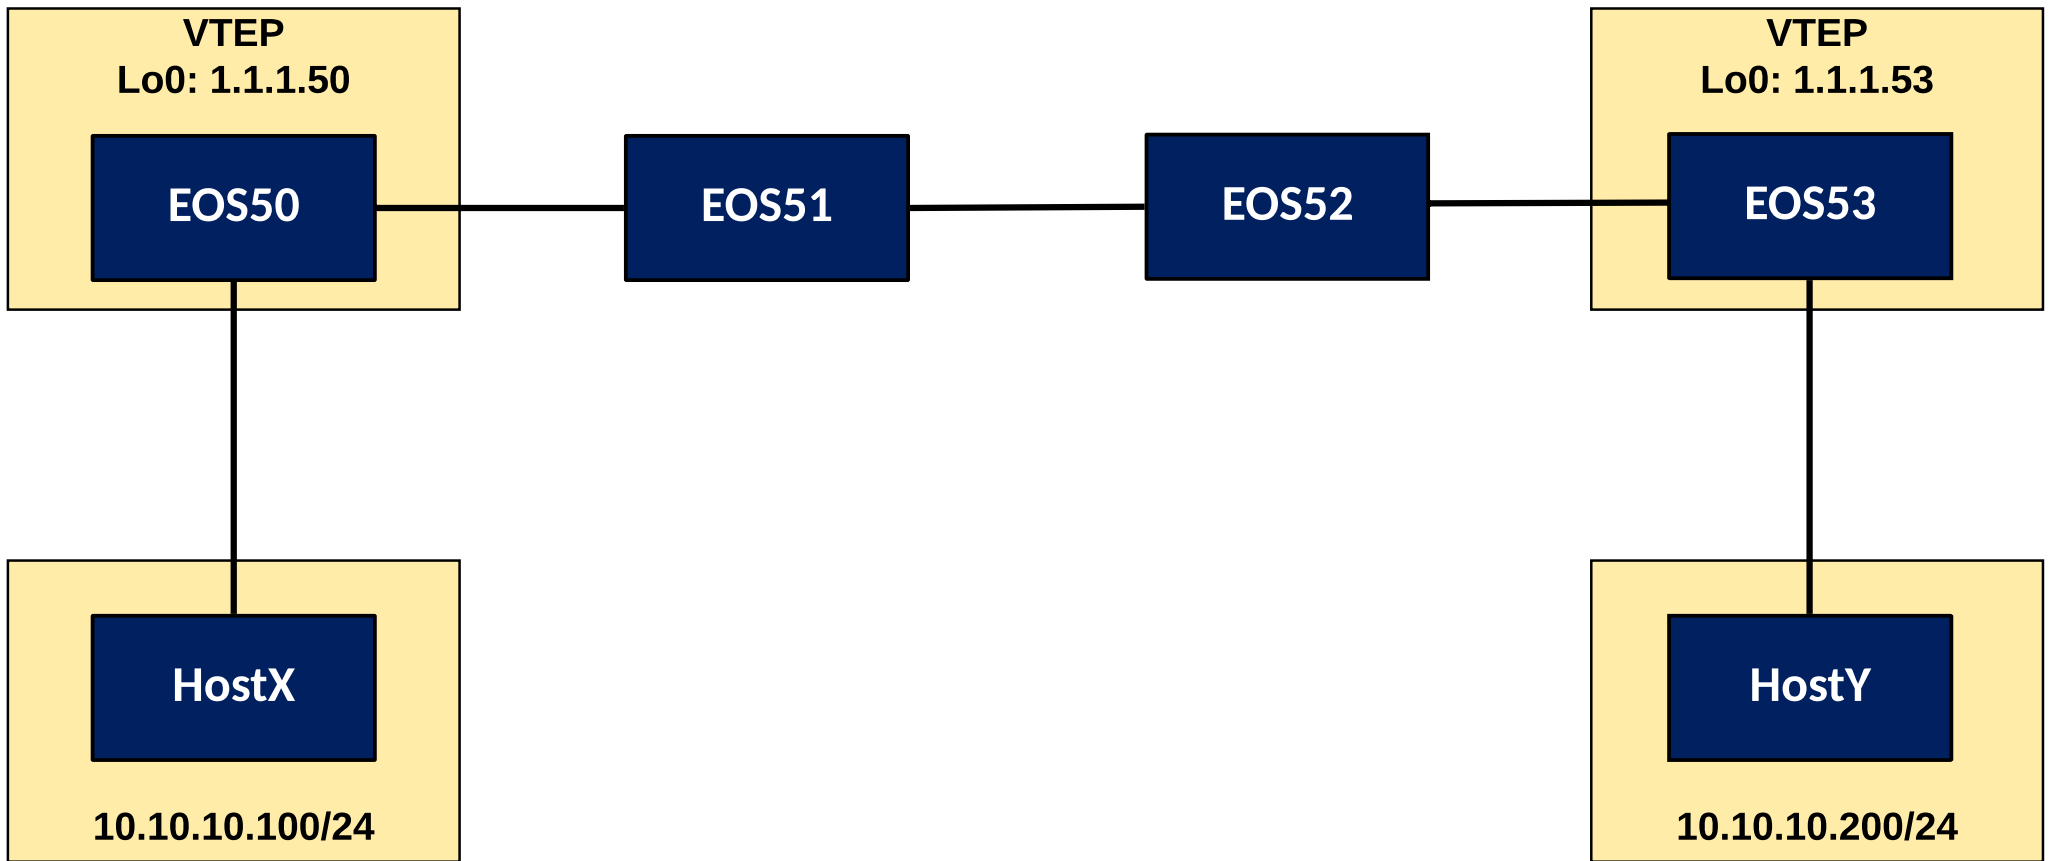 VTEP
Lo0: 1.1.1.50
VTEP
Lo0: 1.1.1.53
EOS50
EOS51
EOS52
EOS53
HostX
HostY
10.10.10.100/24
10.10.10.200/24